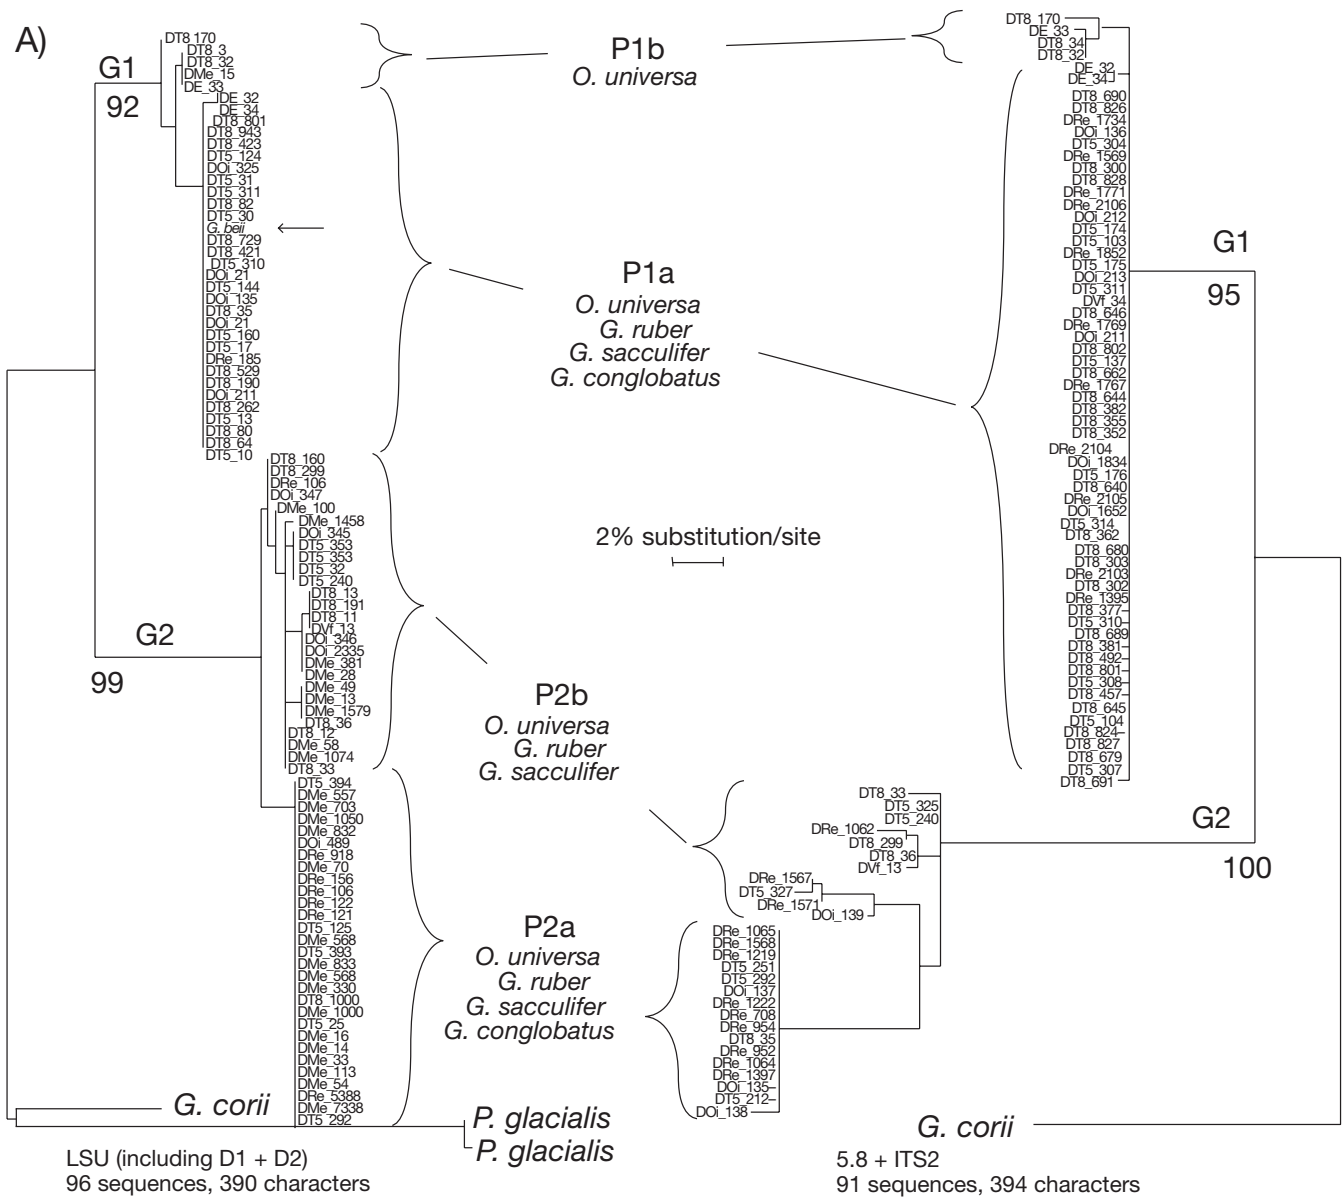 A)
DT8_170
DT8_3
DT8_32
DMe_15
DE_33
G1
92
DE_32
DE_34
DT8_801
DT8_943
DT8_423
DT5_124
DOi_325
DT5_31
DT5_311
DT8_82
DT5_30
G. beii
DT8_729
DT8_421
DT5_310
DOi_21
DT5_144
DOi_135
DT8_35
DOi_21
DT5_160
DT5_17
DRe_185
DT8_529
DT8_190
DOi_211
DT8_262
DT5_13
DT8_80
DT8_64
DT5_10
DT8_160
DT8_299
DRe_106
DOi_347
DMe_100
DMe_1458
DOi_345
DT5_353
DT5_353
DT5_32
DT5_240
DT8_13
DT8_191
DT8_11
DVf_13
DOi_346
DOi_2335
DMe_381
DMe_28
DMe_49
DMe_13
DMe_1579
DT8_36
DT8_12
DMe_58
DMe_1074
DT8_33
G2
99
DT5_394
DMe_557
DMe_703
DMe_1050
DMe_832
DOi_489
DRe_918
DMe_70
DRe_156
DRe_106
DRe_122
DRe_121
DT5_125
DMe_568
DT5_393
DMe_833
DMe_568
DMe_330
DT8_1000
DMe_1000
DT5_25
DMe_16
DMe_14
DMe_33
DMe_113
DMe_54
DRe_5388
DMe_7338
DT5_292
G. corii
P. glacialis
P. glacialis
LSU (including D1 + D2)
96 sequences, 390 characters
P1b
O. universa
P1a
O. universa
G. ruber
G. sacculifer
G. conglobatus
2% substitution/site
P2b
O. universa
G. ruber
G. sacculifer
P2a
O. universa
G. ruber
G. sacculifer
G. conglobatus
DT8_170
DE_33
DT8_34
DT8_32
DE_32
DE_34
DT8_690
DT8_826
DRe_1734
DOi_136
DT5_304
DRe_1569
DT8_300
DT8_828
DRe_1771
DRe_2106
DOi_212
DT5_174
DT5_103
DRe_1852
DT5_175
DOi_213
DT5_311
DVf_34
DT8_646
DRe_1769
DOi_211
DT8_802
DT5_137
DT8_662
DRe_1767
DT8_644
DT8_382
DT8_355
DT8_352
DRe_2104
DOi_1834
DT5_176
DT8_640
DRe_2105
DOi_1652
DT5_314
DT8_362
DT8_680
DT8_303
DRe_2103
DT8_302
DRe_1395
DT8_377
DT5_310
DT8_689
DT8_381
DT8_492
DT8_801
DT5_308
DT8_457
DT8_645
DT5_104
DT8_824
DT8_827
DT8_679
DT5_307
DT8_691
G1
95
DT8_33
DT5_325
DT5_240
DRe_1062
DT8_299
DT8_36
DVf_13
DRe_1567
DT5_327
DRe_1571
DOi_139
G2
100
DRe_1065
DRe_1568
DRe_1219
DT5_251
DT5_292
DOi_137
DRe_1222
DRe_708
DRe_954
DT8_35
DRe_952
DRe_1064
DRe_1397
DOi_135
DT5_212
DOi_138
G. corii
5.8 + ITS2
91 sequences, 394 characters